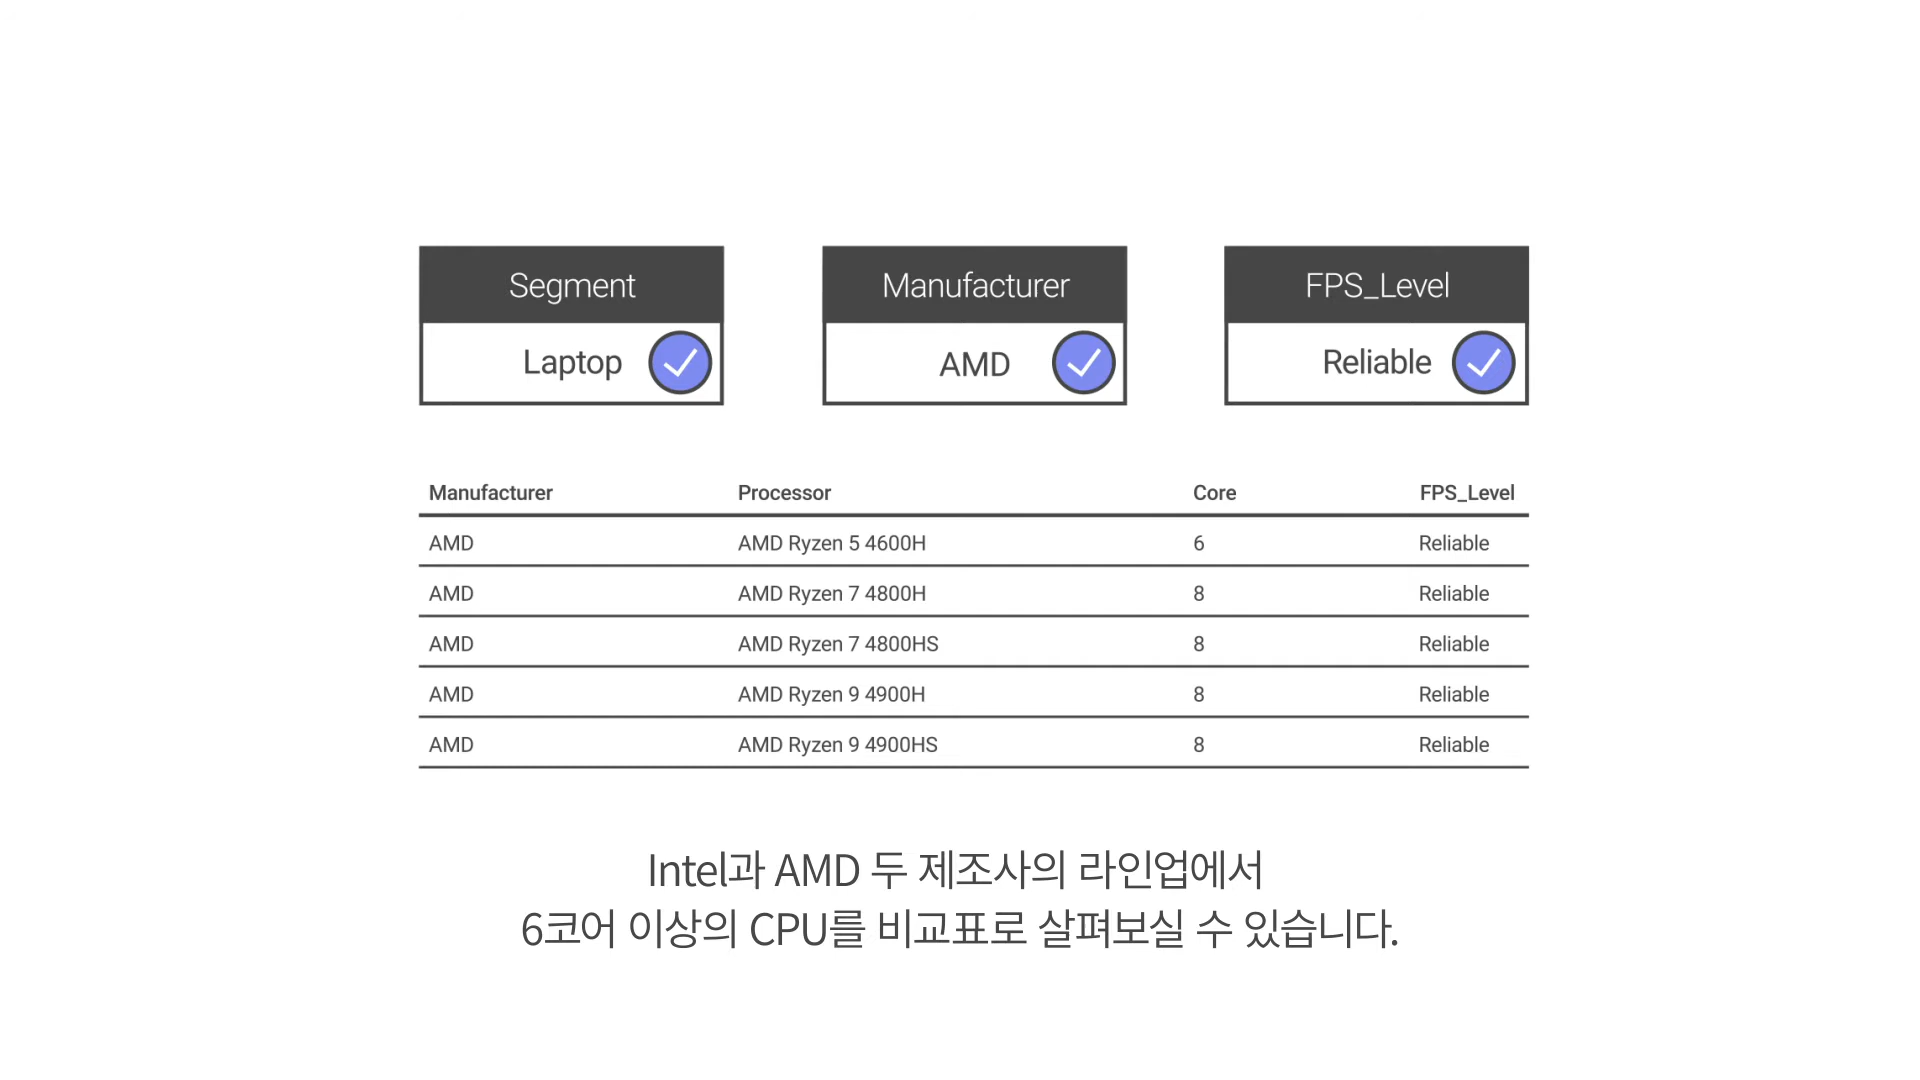 Segment
Manufacturer
FPS_Level
Laptop
AMD
Reliable
Manufacturer Processor Core FPS_Level
AMD AMD Ryzen 5 4600H 6 Reliable
AMD AMD Ryzen 7 4800H 8 Reliable
AMD AMD Ryzen 7 4800HS 8 Reliable
AMD AMD Ryzen 9 4900H 8 Reliable
AMD AMD Ryzen 9 4900HS 8 Reliable
Intel과 AMD 두 제조사의 라인업에서
6코어 이상의 CPU를 비교표로 살펴보실 수 있습니다.